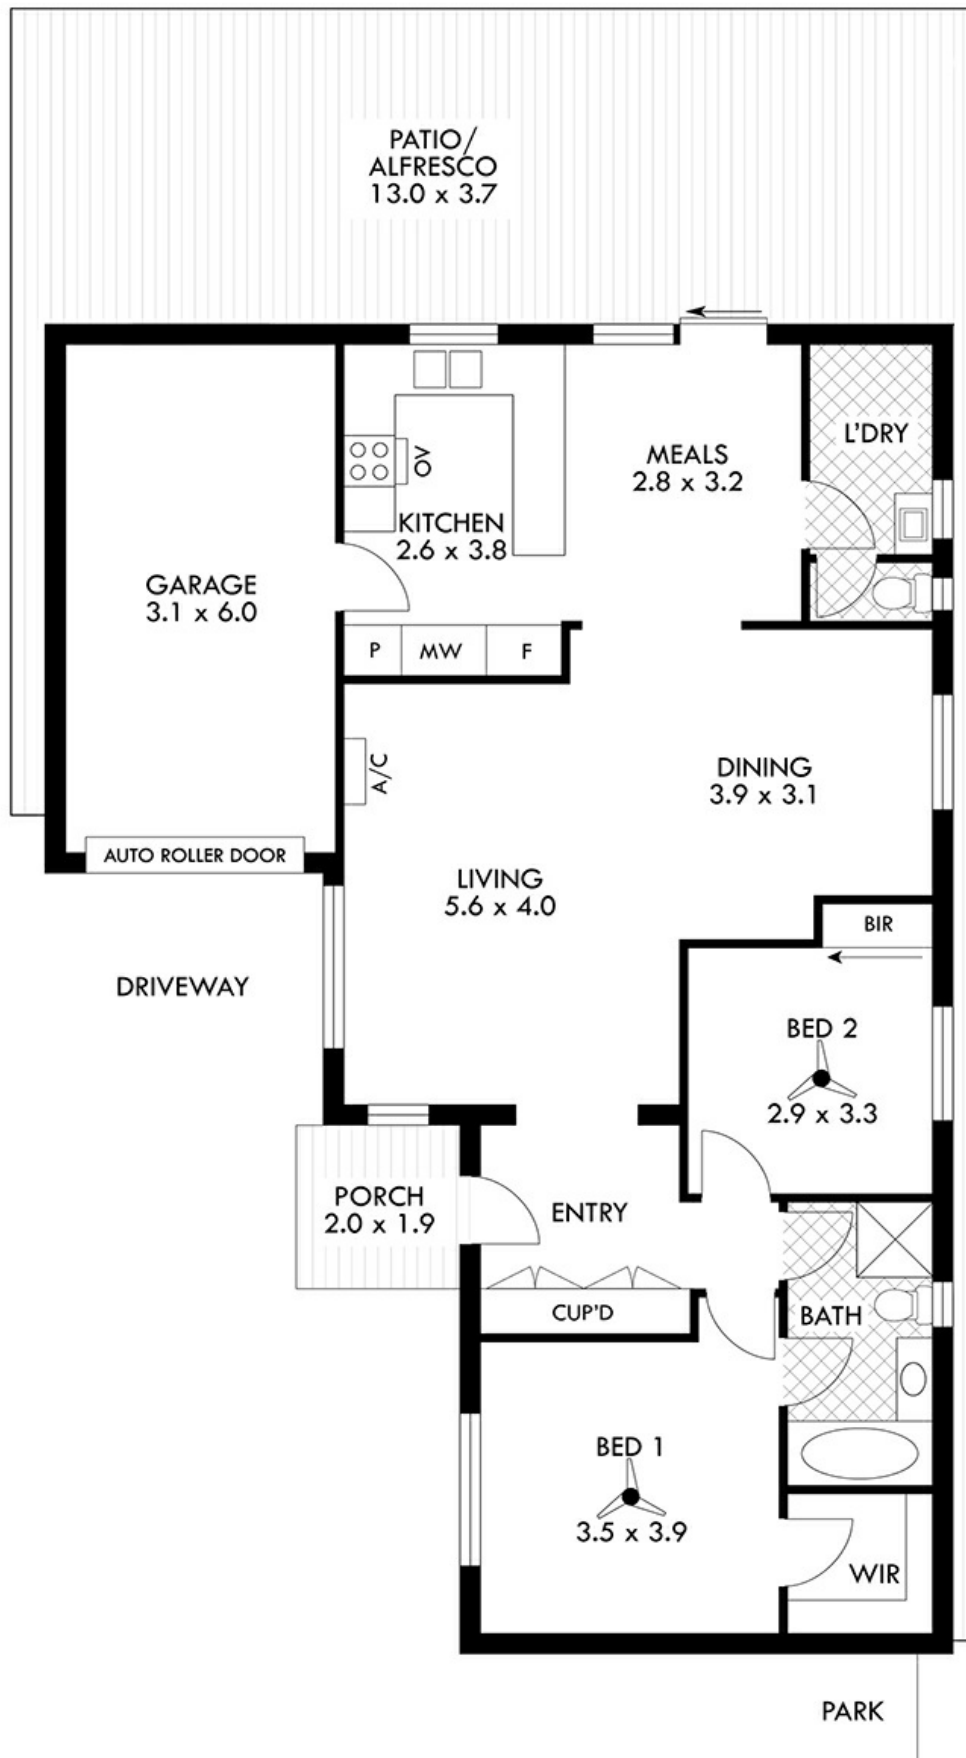 PATIO/
ALFRESCO
13.0 x 3.7
L'DRY
MEALS
2.8 x 3.2
OV
KITCHEN
2.6 x 3.8
GARAGE
3.1 x 6.0
P
MW
F
A/C
DINING
3.9 x 3.1
AUTO ROLLER DOOR
LIVING
5.6 x 4.0
BIR
DRIVEWAY
BED 2
2.9 x 3.3
PORCH
2.0 x 1.9
ENTRY
CUP'D
BATH
BED 1
3.5 x 3.9
WIR
PARK